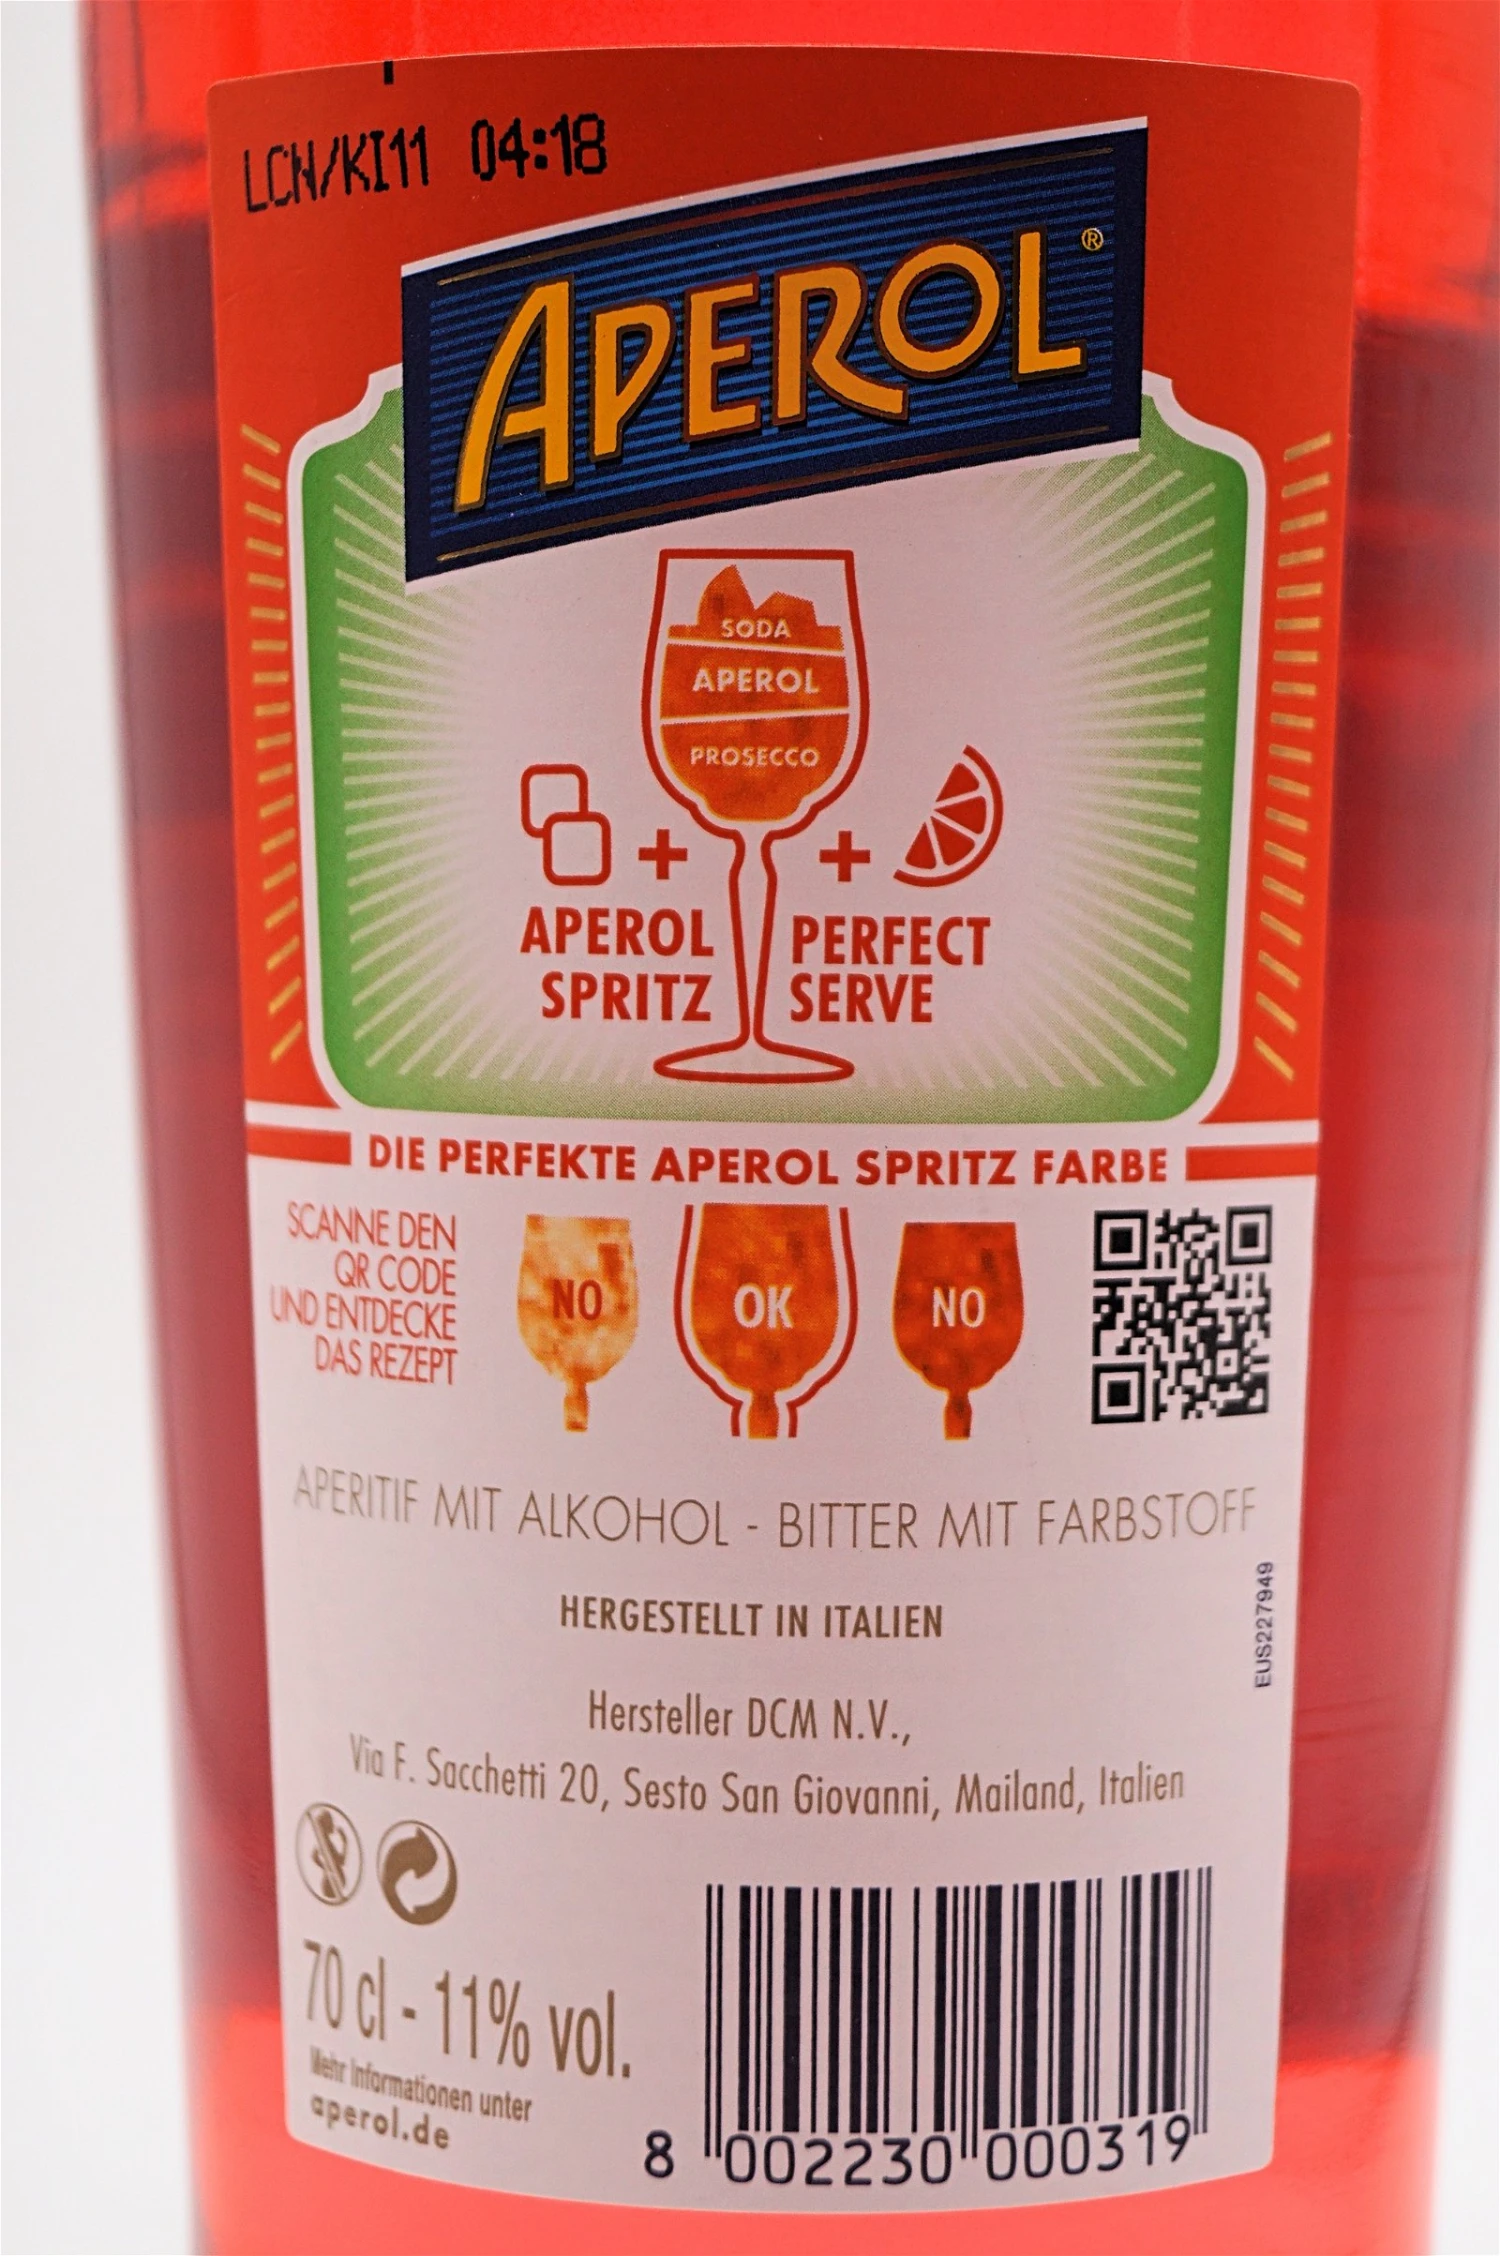 LCN/KI11 04:18
APEROL®
SODA
APEROL
PROSECCO
APEROL
SPRITZ
PERFECT
SERVE
DIE PERFEKTE APEROL SPRITZ FARBE
SCANNE DEN
QR CODE
UND ENTDECKE
DAS REZEPT
NO
OK
NO
APERITIF MIT ALKOHOL - BITTER MIT FARBSTOFF
HERGESTELLT IN ITALIEN
EUS227949
Hersteller DCM N.V.,
Via F. Sacchetti 20, Sesto San Giovanni, Mailand, Italien
70 cl - 11% vol.
Mehr Informationen unter
aperol.de
8 002230 000319